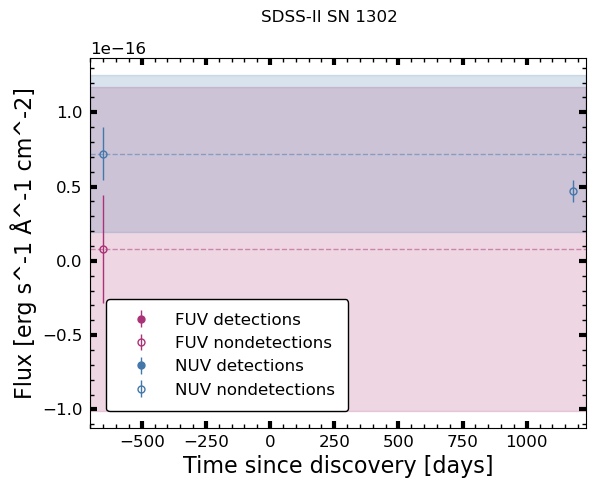 SDSS-II SN 1302
1e−16
Flux [erg s^-1 Å^-1 cm^-2]
1.0
0.5
0.0
−0.5
−1.0
FUV detections
FUV nondetections
NUV detections
NUV nondetections
−500 −250 0 250 500 750 1000
Time since discovery [days]